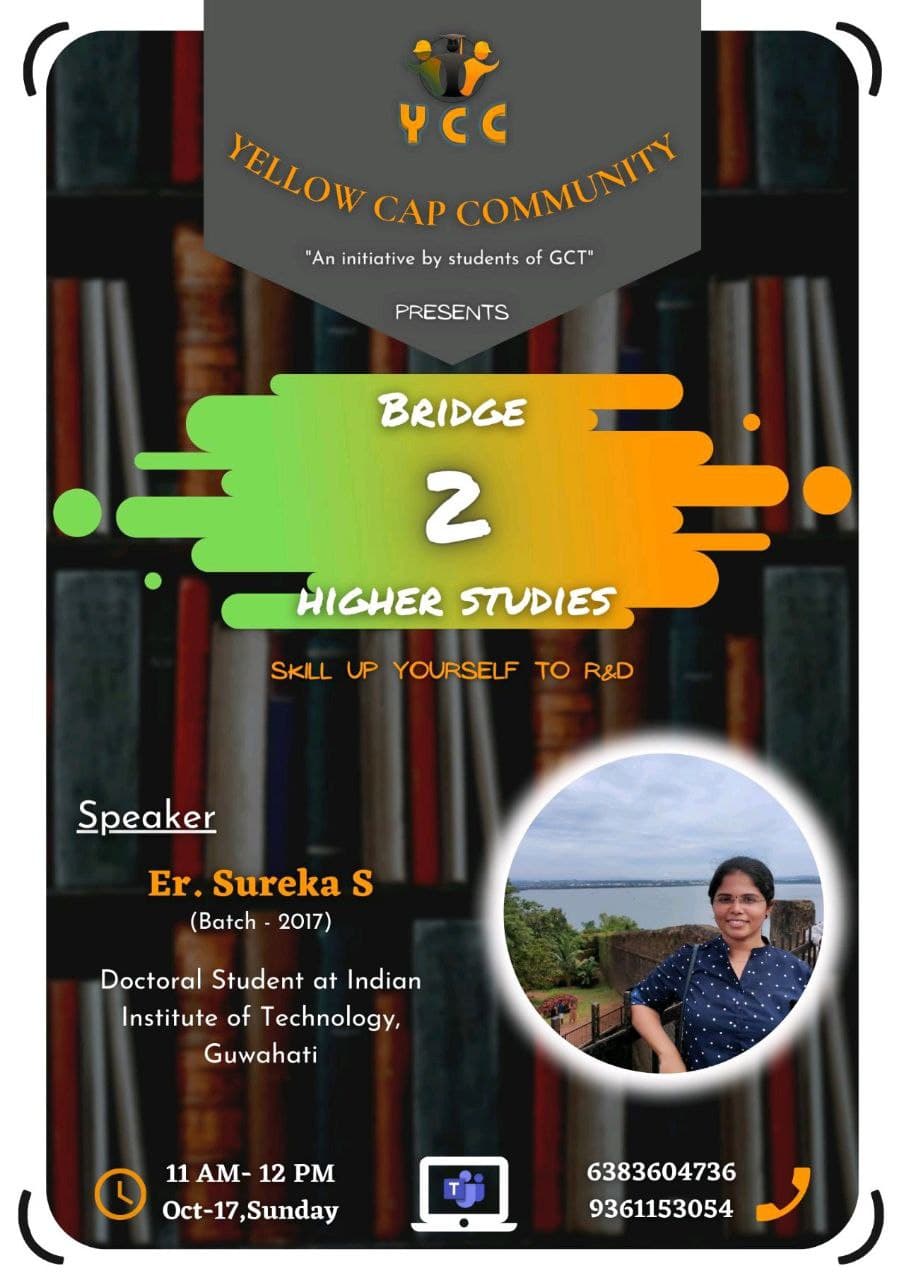 YCC
YELLOW CAP COMMUNITY
"An initiative by students of GCT"
PRESENTS
BRIDGE
2
HIGHER STUDIES
SKILL UP YOURSELF TO R&D
Speaker
Er. Sureka S
(Batch - 2017)
Doctoral Student at Indian
Institute of Technology,
Guwahati
11 AM- 12 PM
Oct-17,Sunday
T
6383604736
9361153054